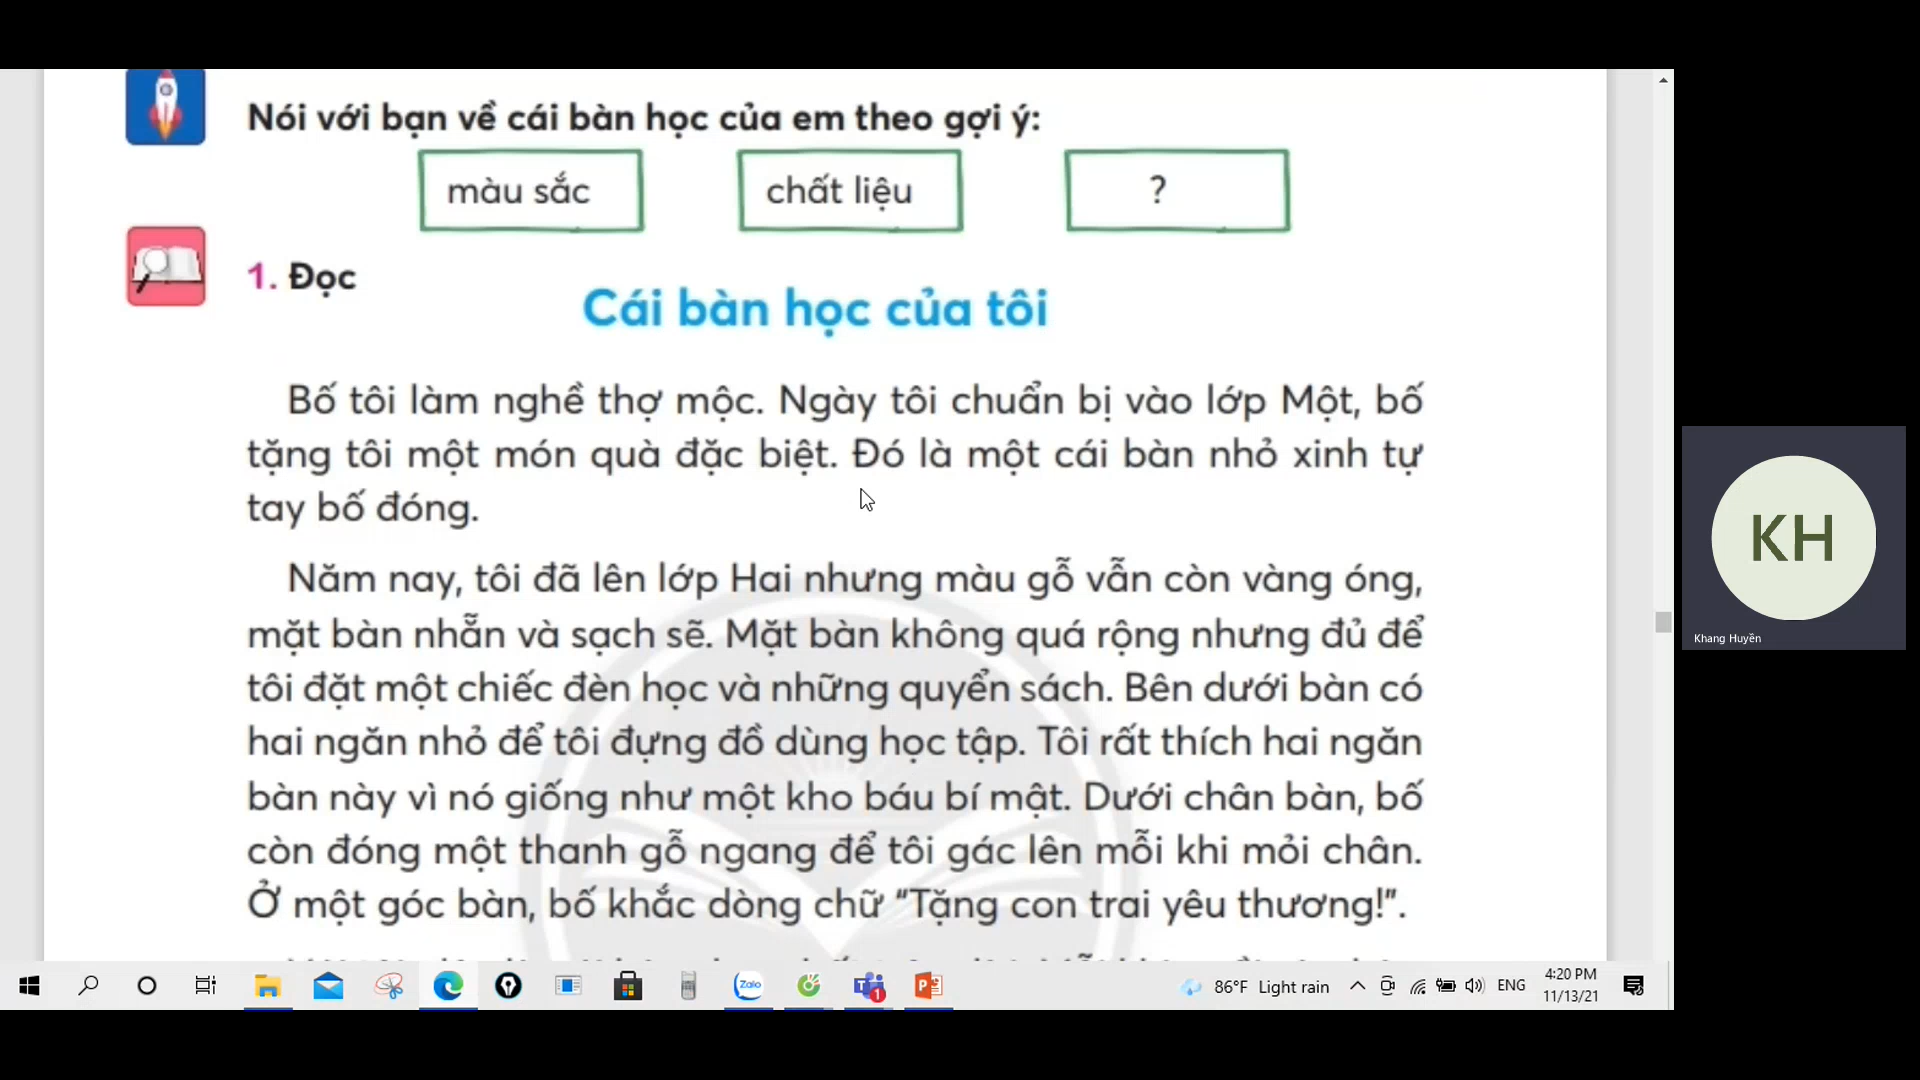 Nói với bạn về cái bàn học của em theo gợi ý:
màu sắc
chất liệu
?
1. Đọc
Cái bàn học của tôi
Bố tôi làm nghề thợ mộc. Ngày tôi chuẩn bị vào lớp Một, bố
tặng tôi một món quà đặc biệt. Đó là một cái bàn nhỏ xinh tự
tay bố đóng.
Năm nay, tôi đã lên lớp Hai nhưng màu gỗ vẫn còn vàng óng,
mặt bàn nhẵn và sạch sẽ. Mặt bàn không quá rộng nhưng đủ để
tôi đặt một chiếc đèn học và những quyển sách. Bên dưới bàn có
hai ngăn nhỏ để tôi đựng đồ dùng học tập. Tôi rất thích hai ngăn
bàn này vì nó giống như một kho báu bí mật. Dưới chân bàn, bố
còn đóng một thanh gỗ ngang để tôi gác lên mỗi khi mỏi chân.
Ở một góc bàn, bố khắc dòng chữ “Tặng con trai yêu thương!”.
KH
Khang Huyền
Zalo
1
86°F Light rain
ENG
4:20 PM
11/13/21